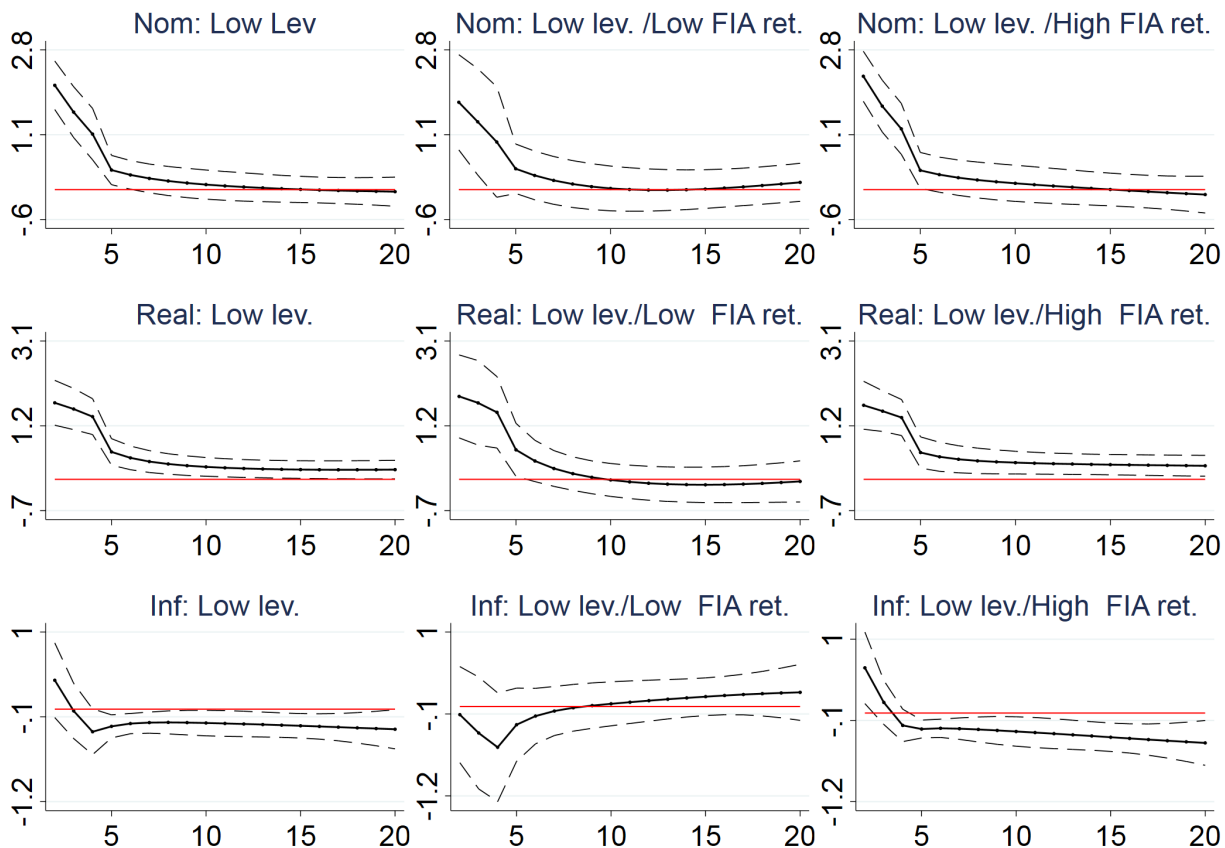 Nom: Low Lev
Nom: Low lev. /Low FIA ret.
Nom: Low lev. /High FIA ret.
2.8
1.1
-.6
5 10 15 20
2.8
1.1
-.6
5 10 15 20
2.8
1.1
-.6
5 10 15 20
Real: Low lev.
Real: Low lev./Low FIA ret.
Real: Low lev./High FIA ret.
3.1
1.2
-.7
5 10 15 20
3.1
1.2
-.7
5 10 15 20
3.1
1.2
-.7
5 10 15 20
Inf: Low lev.
Inf: Low lev./Low FIA ret.
Inf: Low lev./High FIA ret.
1
-.1
-1.2
5 10 15 20
1
-.1
-1.2
5 10 15 20
1
-.1
-1.2
5 10 15 20